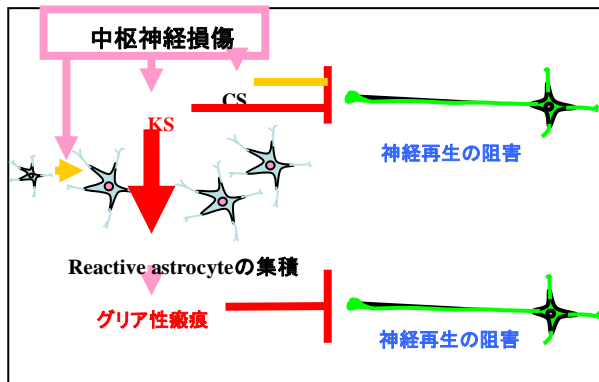 中枢神経損傷
CS
KS
神経再生の阻害
Reactive astrocyteの集積
グリア性瘢痕
神経再生の阻害